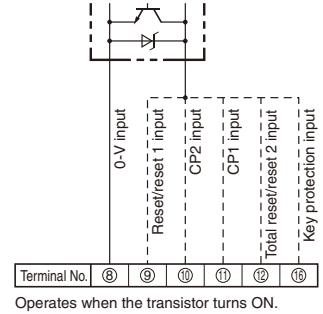 0-V input
Reset/reset 1 input
CP2 input
CP1 input
Total reset/reset 2 input
Key protection input
Terminal No. ⑧ ⑨ ⑩ ⑪ ⑫ ⑯
Operates when the transistor turns ON.